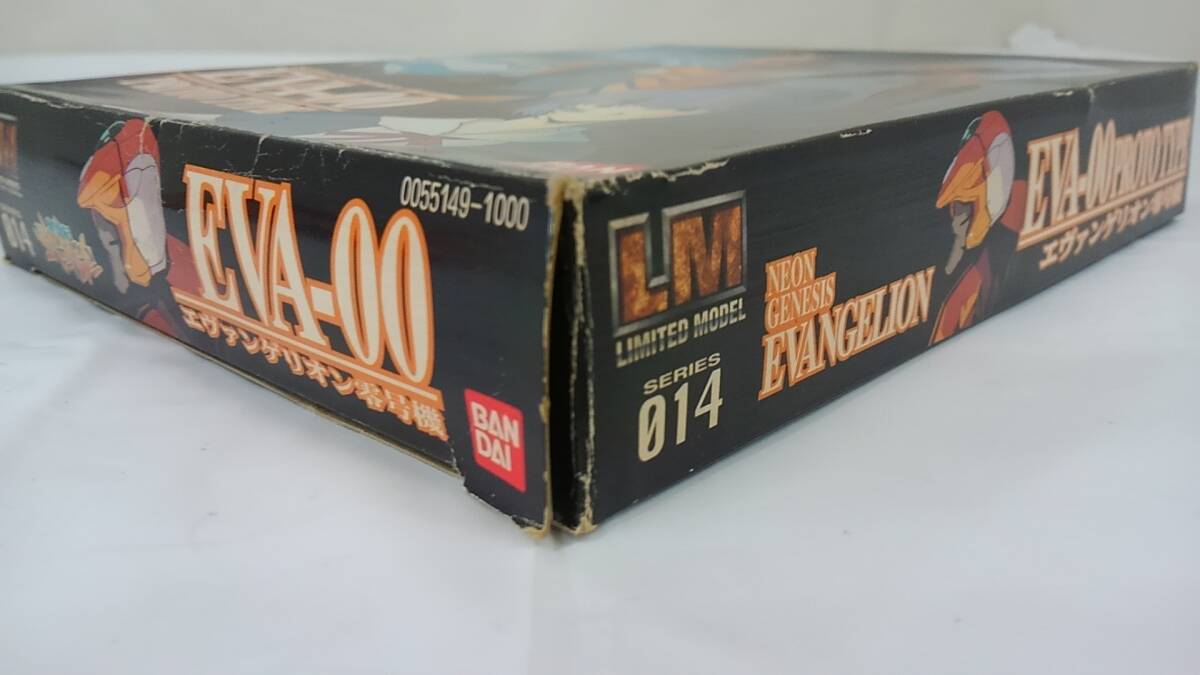 LM
014
EVA-00
エヴァンゲリオン零号機
0055149-1000
BAN
DAI
LM
LIMITED MODEL
SERIES
014
NEON
GENESIS
EVANGELION
EVA-00 PROTO TYPE
エヴァンゲリオン零号機